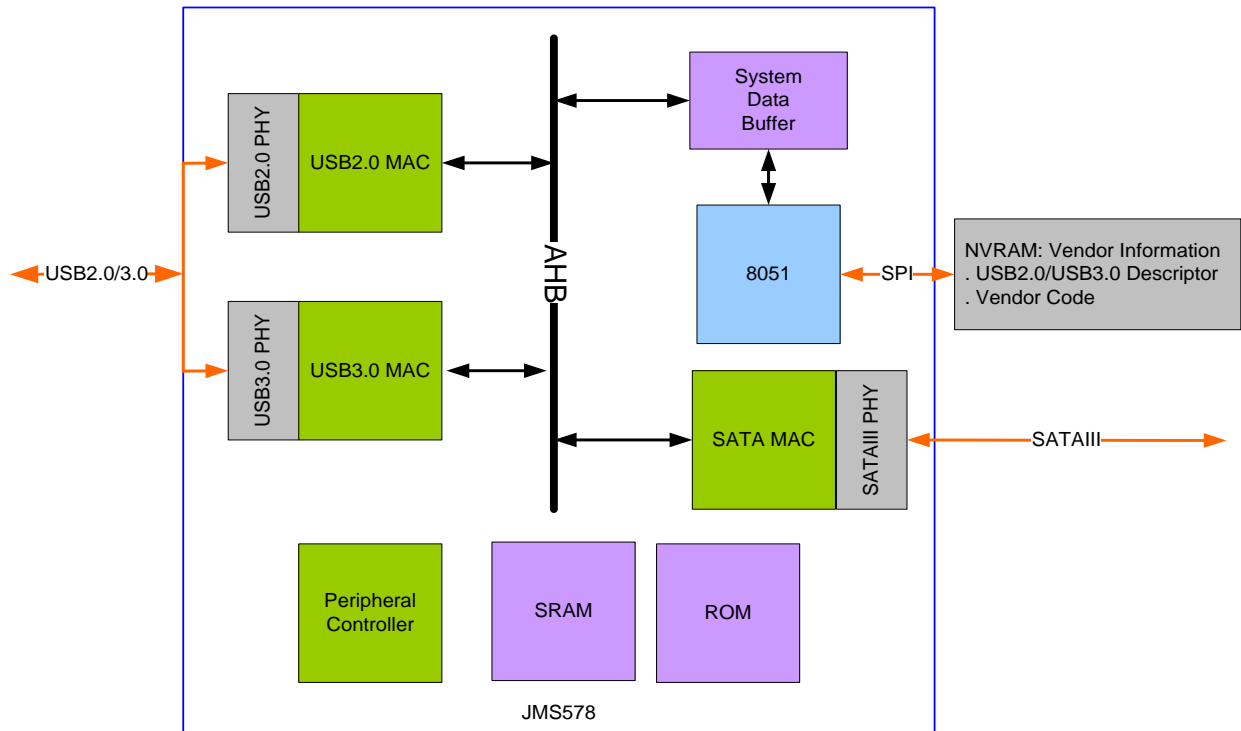 System
Data
Buffer
USB2.0 PHY
USB2.0 MAC
AHB
8051
NVRAM: Vendor Information
. USB2.0/USB3.0 Descriptor
. Vendor Code
USB2.0/3.0
SPI
USB3.0 PHY
USB3.0 MAC
SATA MAC
SATAIII PHY
SATAIII
Peripheral
Controller
SRAM
ROM
JMS578